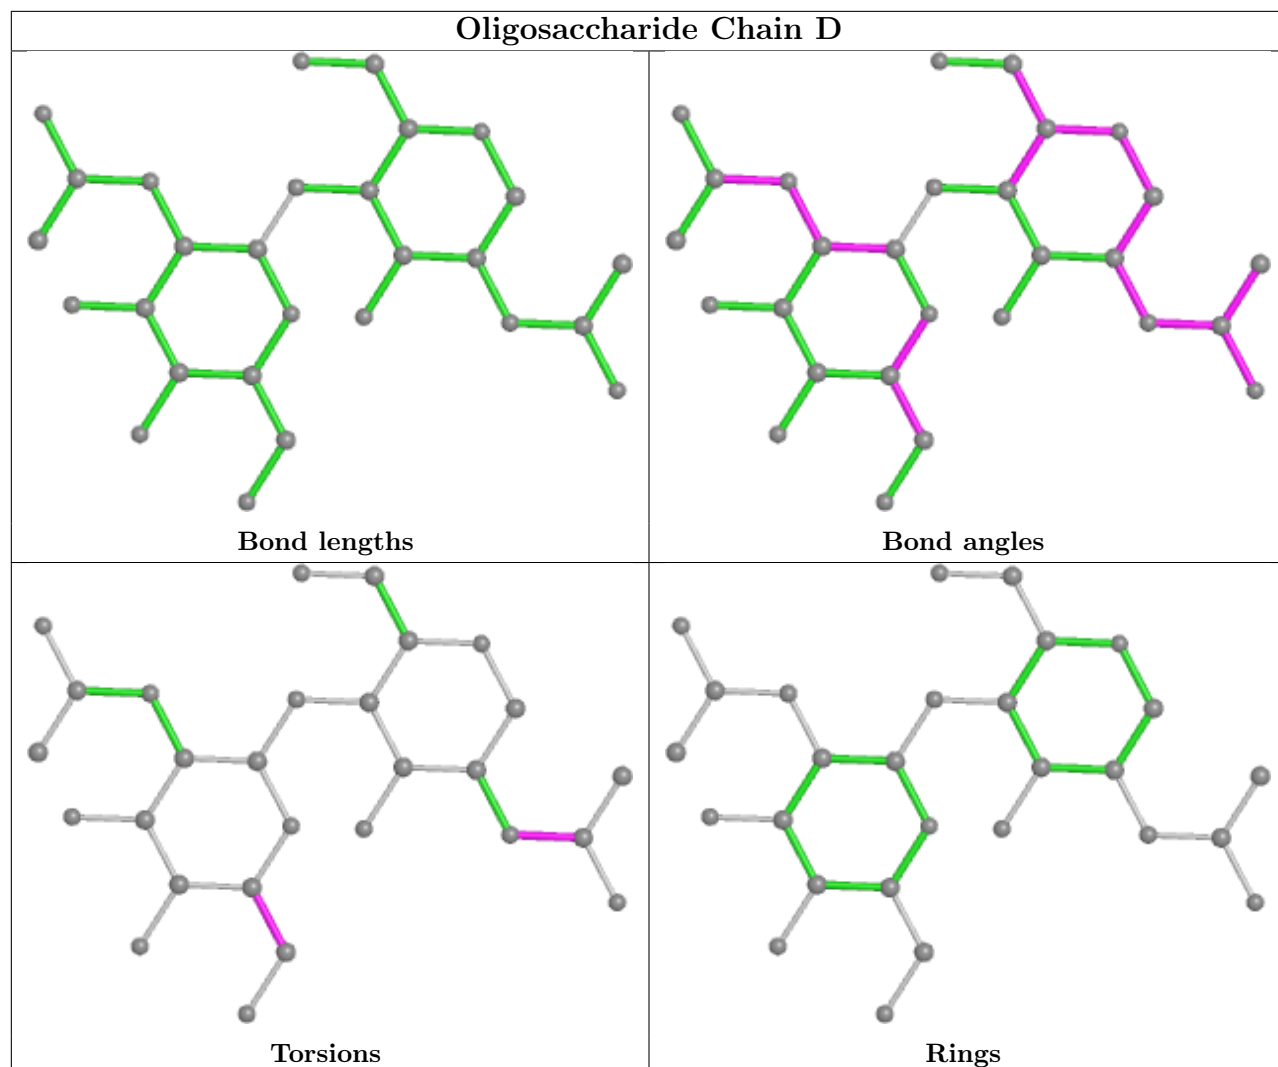 Oligosaccharide Chain D
Bond lengths
Bond angles
Torsions
Rings